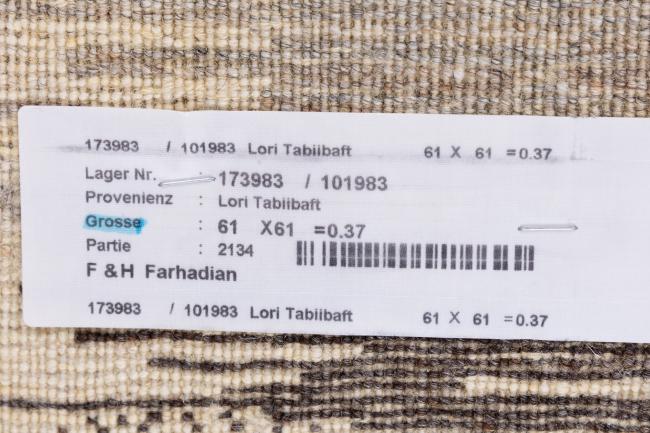 173983 / 101983 Lori Tabiibaft 61 X 61 =0.37
Lager Nr. : 173983 / 101983
Provenienz : Lori Tabiibaft
Grosse : 61 X61 =0.37
Partie : 2134
F & H Farhadian
173983 / 101983 Lori Tabiibaft 61 X 61 =0.37